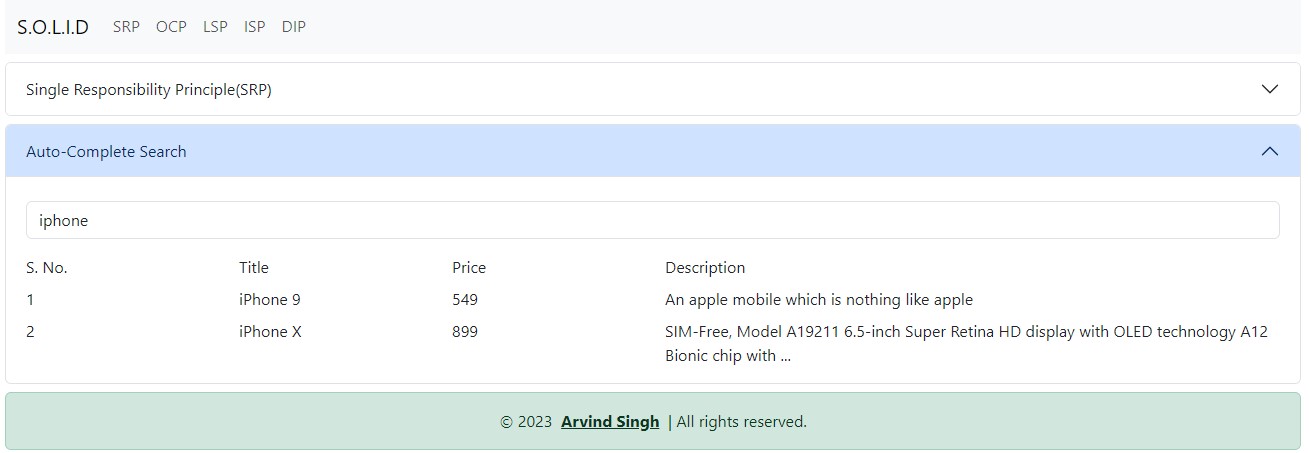 S.O.L.I.D SRP OCP LSP ISP DIP
Single Responsibility Principle(SRP)
Auto-Complete Search
iphone
S. No. Title Price Description
1 iPhone 9 549 An apple mobile which is nothing like apple
2 iPhone X 899 SIM-Free, Model A19211 6.5-inch Super Retina HD display with OLED technology A12
Bionic chip with ...
© 2023 Arvind Singh | All rights reserved.